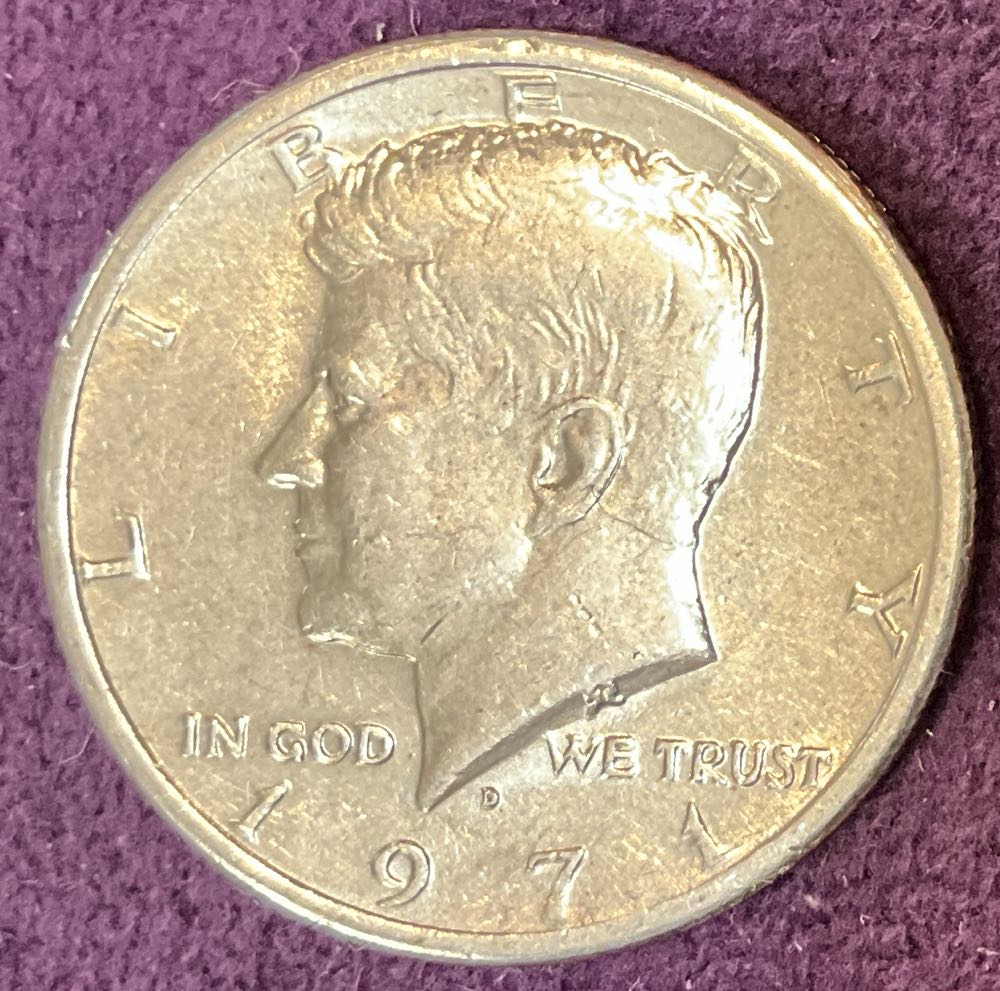 LIBERTY
IN GOD WE TRUST
D
1971